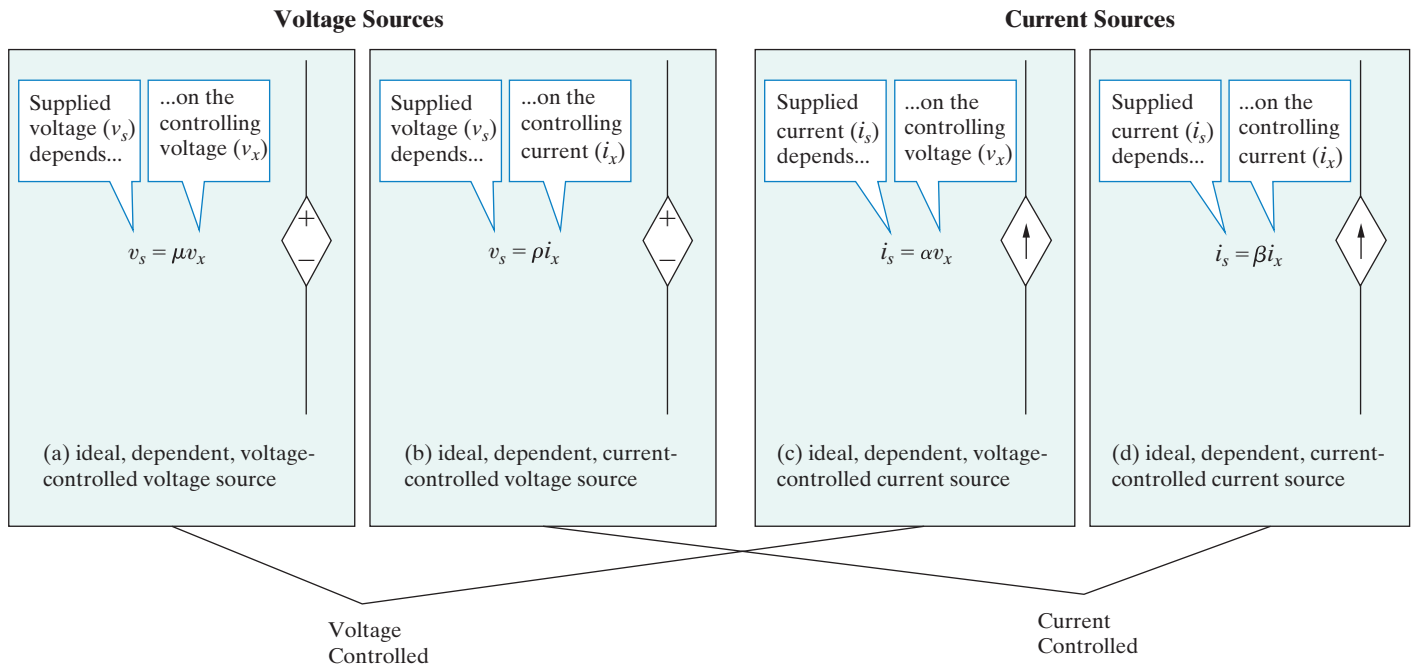 Voltage Sources
Current Sources
Supplied
voltage (v_s)
depends...
...on the
controlling
voltage (v_x)
v_s = μv_x
+
−
(a) ideal, dependent, voltage-
controlled voltage source
Supplied
voltage (v_s)
depends...
...on the
controlling
current (i_x)
v_s = ρi_x
+
−
(b) ideal, dependent, current-
controlled voltage source
Supplied
current (i_s)
depends...
...on the
controlling
voltage (v_x)
i_s = αv_x
(c) ideal, dependent, voltage-
controlled current source
Supplied
current (i_s)
depends...
...on the
controlling
current (i_x)
i_s = βi_x
(d) ideal, dependent, current-
controlled current source
Voltage
Controlled
Current
Controlled